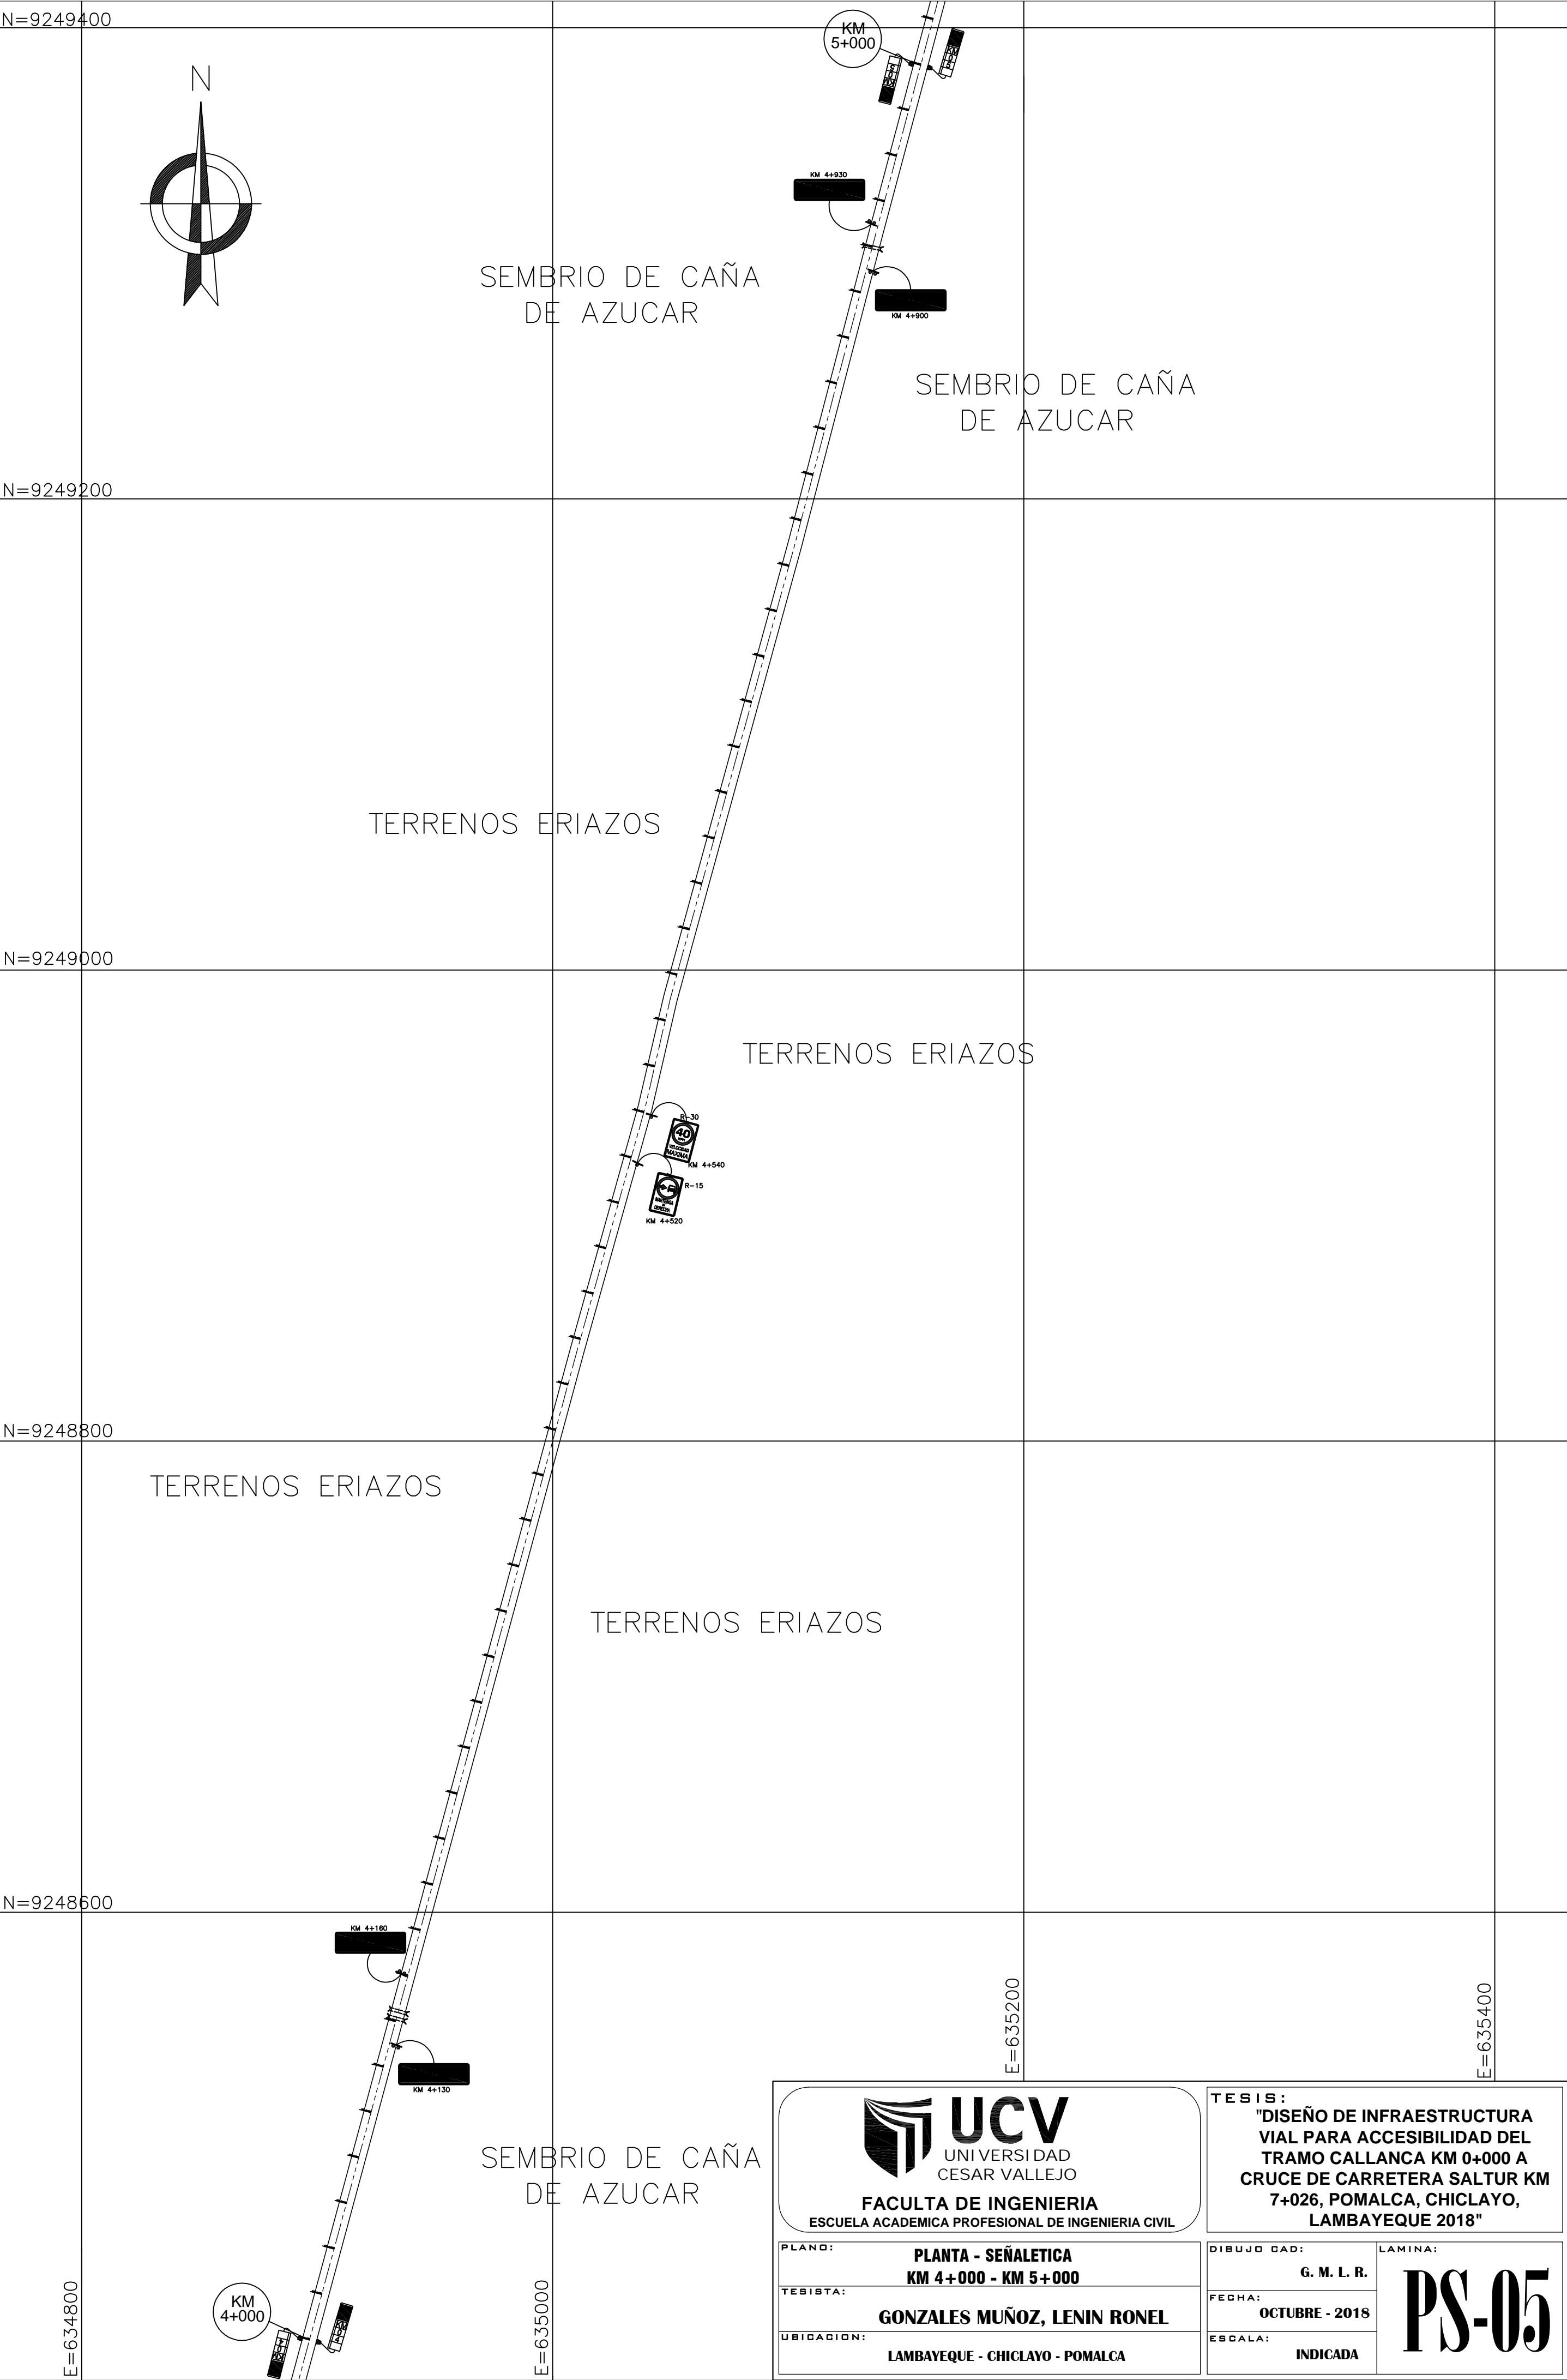 N=9249400
KM
5+000
N
KM 4+930
SEMBRIO DE CAÑA
DE AZUCAR
KM 4+900
SEMBRIO DE CAÑA
DE AZUCAR
N=9249200
TERRENOS ERIAZOS
N=9249000
TERRENOS ERIAZOS
R-30
40
VELOCIDAD
MAXIMA
KM 4+540
R-15
MANTENGA
SU
DERECHA
KM 4+520
N=9248800
TERRENOS ERIAZOS
TERRENOS ERIAZOS
N=9248600
KM 4+160
KM 4+130
SEMBRIO DE CAÑA
DE AZUCAR
KM
4+000
E=634800
E=635000
E=635200
E=635400
UCV
UNIVERSIDAD
CESAR VALLEJO
FACULTA DE INGENIERIA
ESCUELA ACADEMICA PROFESIONAL DE INGENIERIA CIVIL
TESIS:
"DISEÑO DE INFRAESTRUCTURA
VIAL PARA ACCESIBILIDAD DEL
TRAMO CALLANCA KM 0+000 A
CRUCE DE CARRETERA SALTUR KM
7+026, POMALCA, CHICLAYO,
LAMBAYEQUE 2018"
PLANO:
PLANTA - SEÑALETICA
KM 4+000 - KM 5+000
TESISTA:
GONZALES MUÑOZ, LENIN RONEL
UBICACION:
LAMBAYEQUE - CHICLAYO - POMALCA
DIBUJO CAD:
G. M. L. R.
FECHA:
OCTUBRE - 2018
ESCALA:
INDICADA
LAMINA:
PS-05